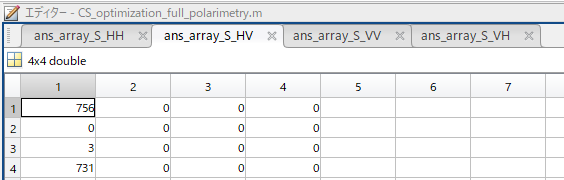 エディター - CS_optimization_full_polarimetry.m
ans_array_S_HH × ans_array_S_HV × ans_array_S_VV × ans_array_S_VH ×
4x4 double
1 2 3 4 5 6 7
1 756 0 0 0
2 0 0 0 0
3 3 0 0 0
4 731 0 0 0